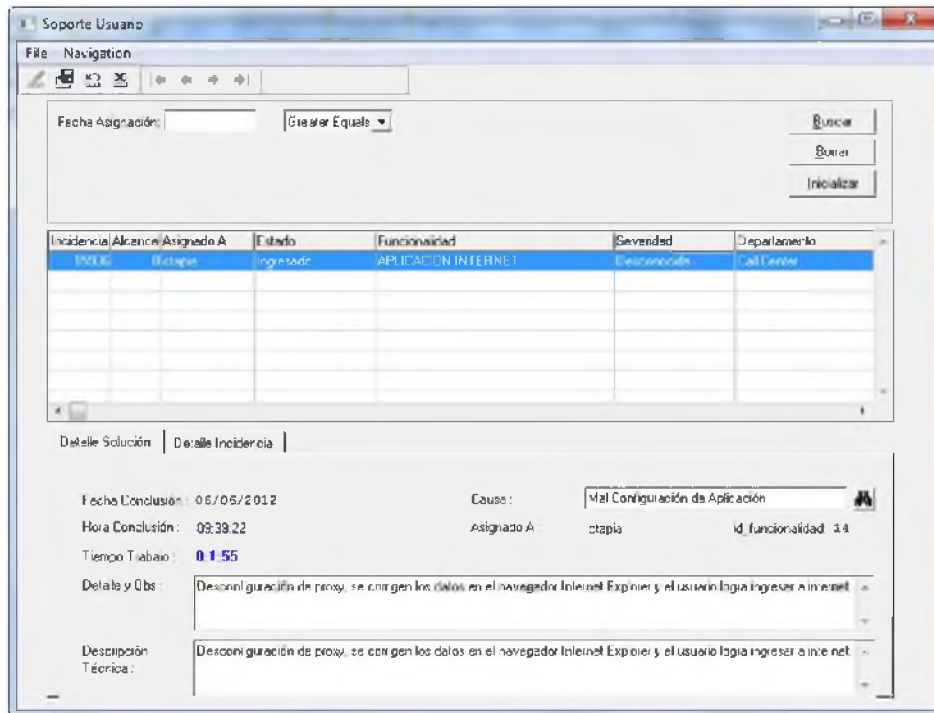 Soporte Usuario
File Navigation
Fecha Asignación: Greater Equals Buscar
Borrar
Inicializar
Incidencia Alcance Asignado A Estado Funcionalidad Severidad Departamento
Ingresado APLICACION INTERNET Desconocida Call Center
Detalle Solución Detalle Incidencia
Fecha Conclusión : 06/06/2012 Causa : Mal Configuración de Aplicación
Hora Conclusión : 09:39:22 Asignado A : ctapia id_funcionalidad: 14
Tiempo Trabajo : 0:1:55
Detalle y Obs : Desconfiguración de proxy, se corrigen los datos en el navegador Internet Explorer y el usuario logra ingresar a internet
Descripción Técnica : Desconfiguración de proxy, se corrigen los datos en el navegador Internet Explorer y el usuario logra ingresar a internet.